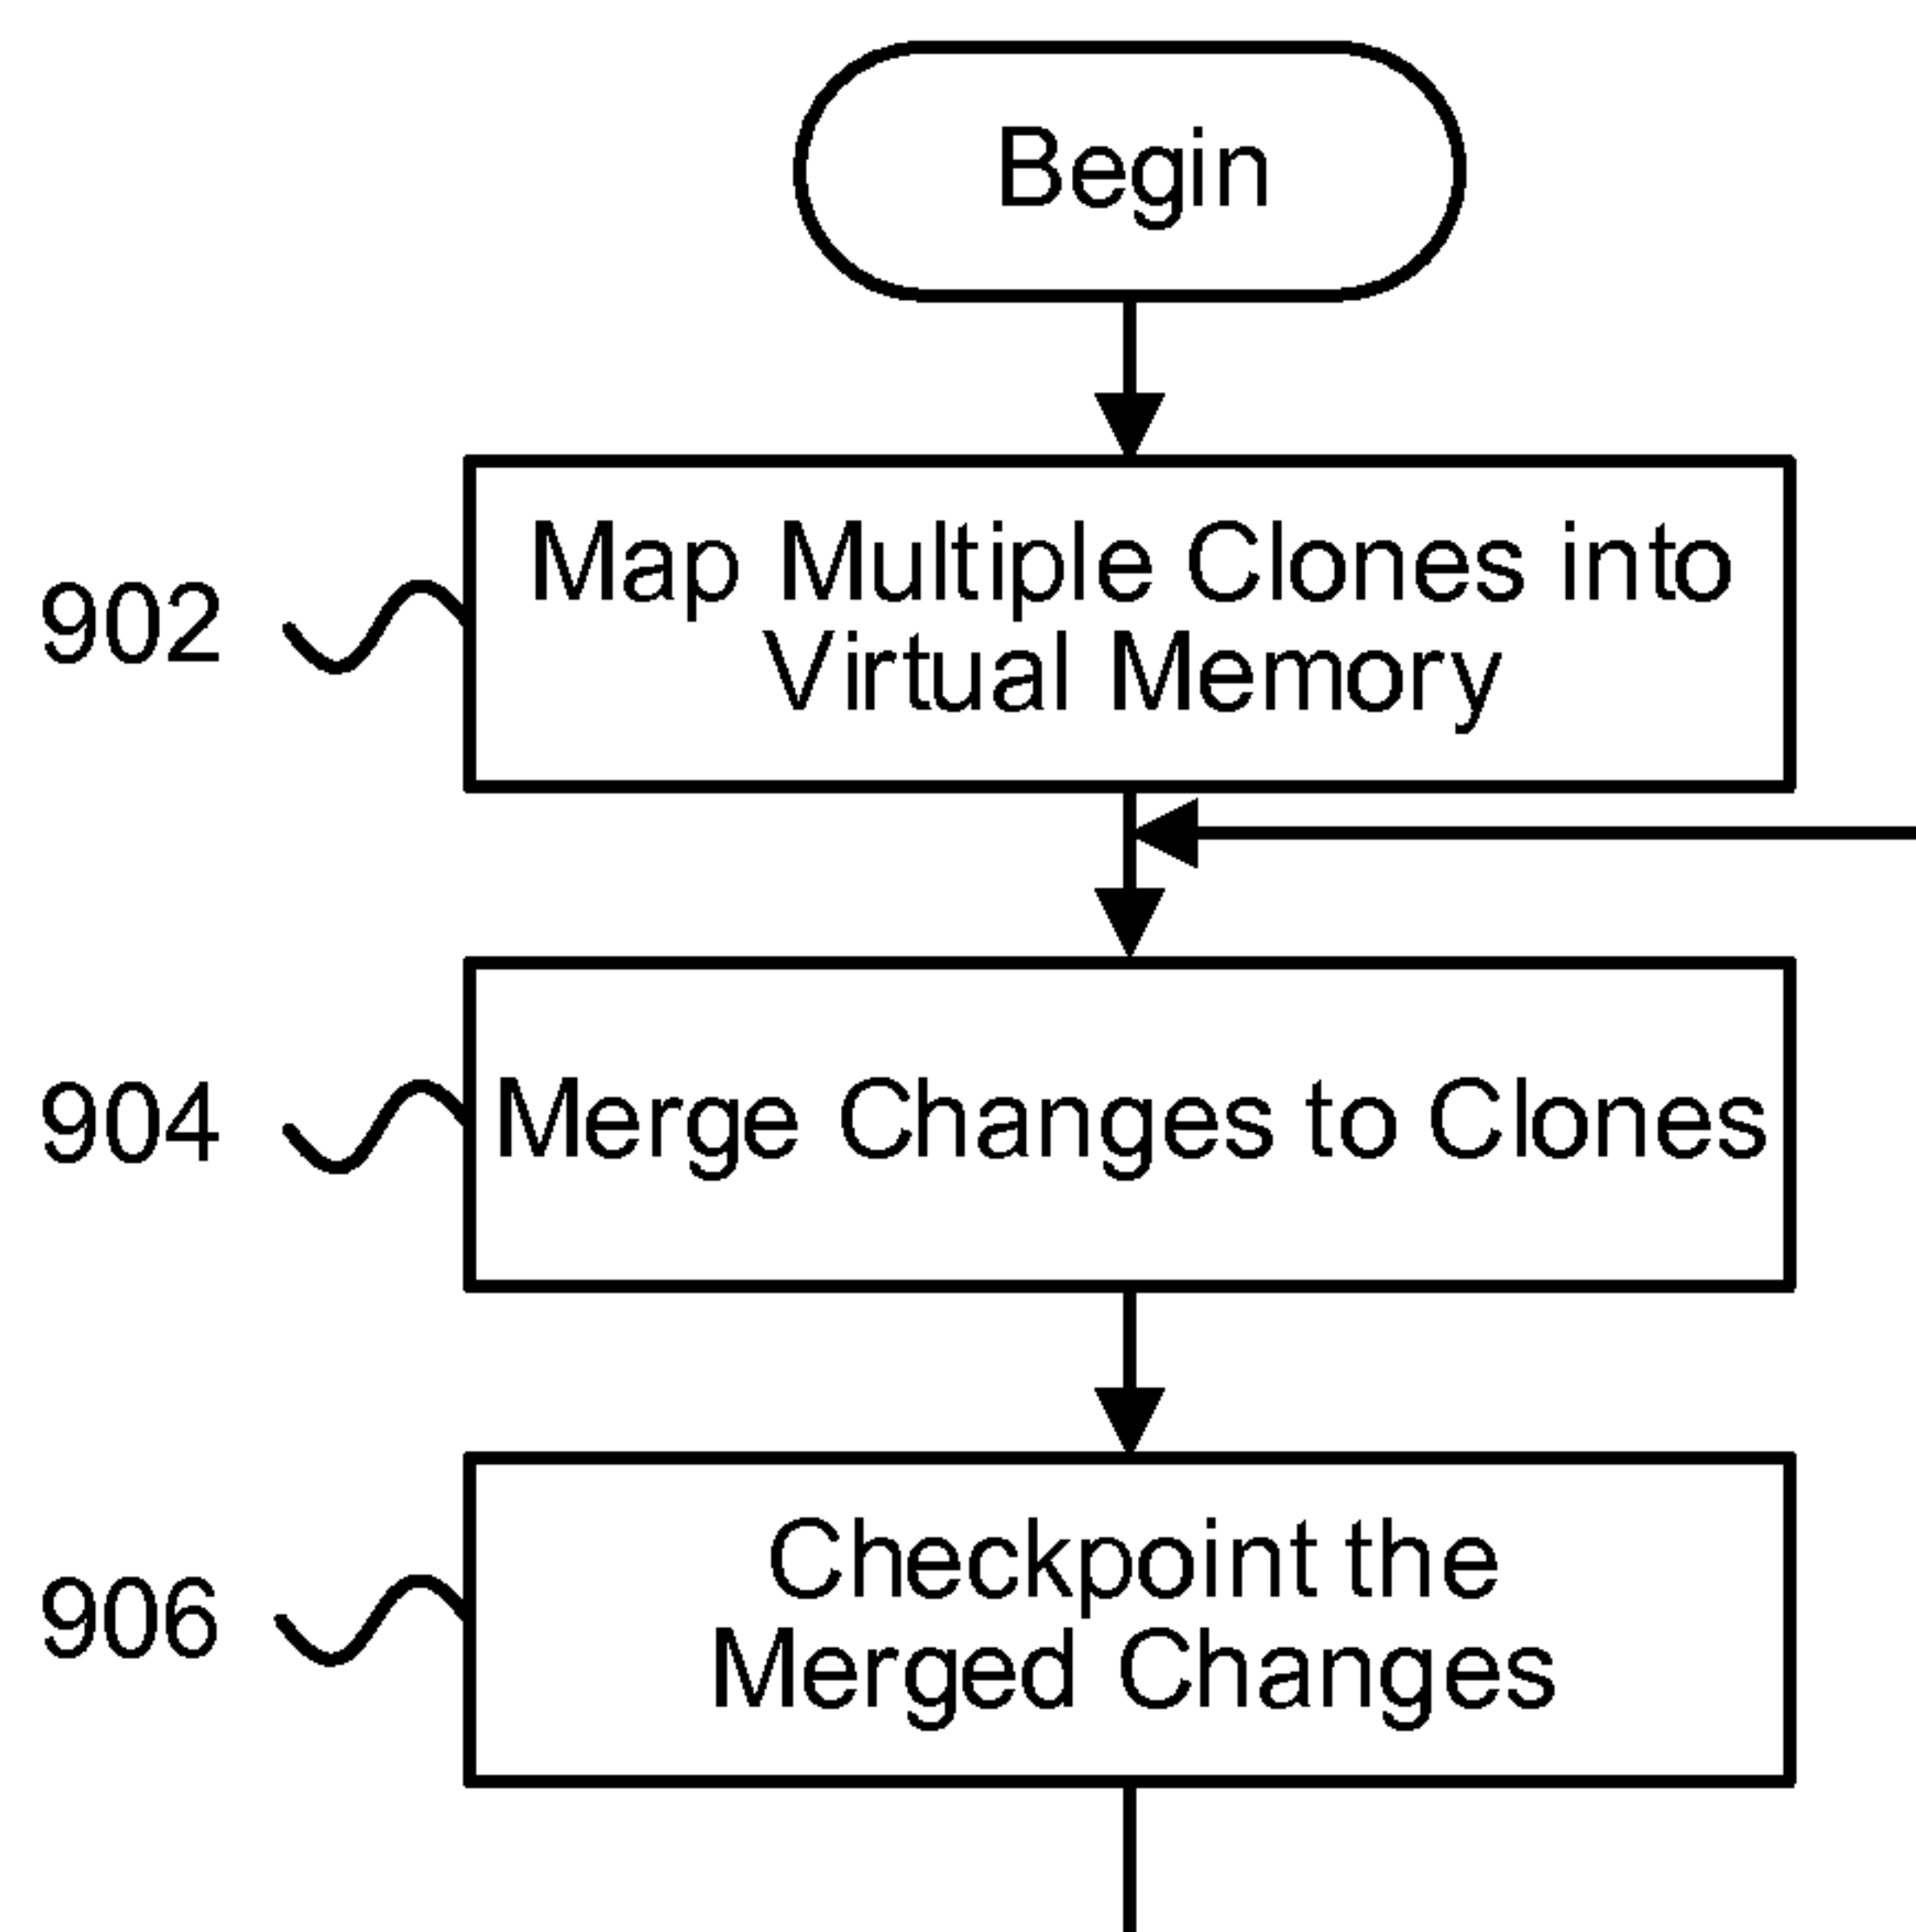 Begin
902
Map Multiple Clones into
Virtual Memory
904
Merge Changes to Clones
906
Checkpoint the
Merged Changes